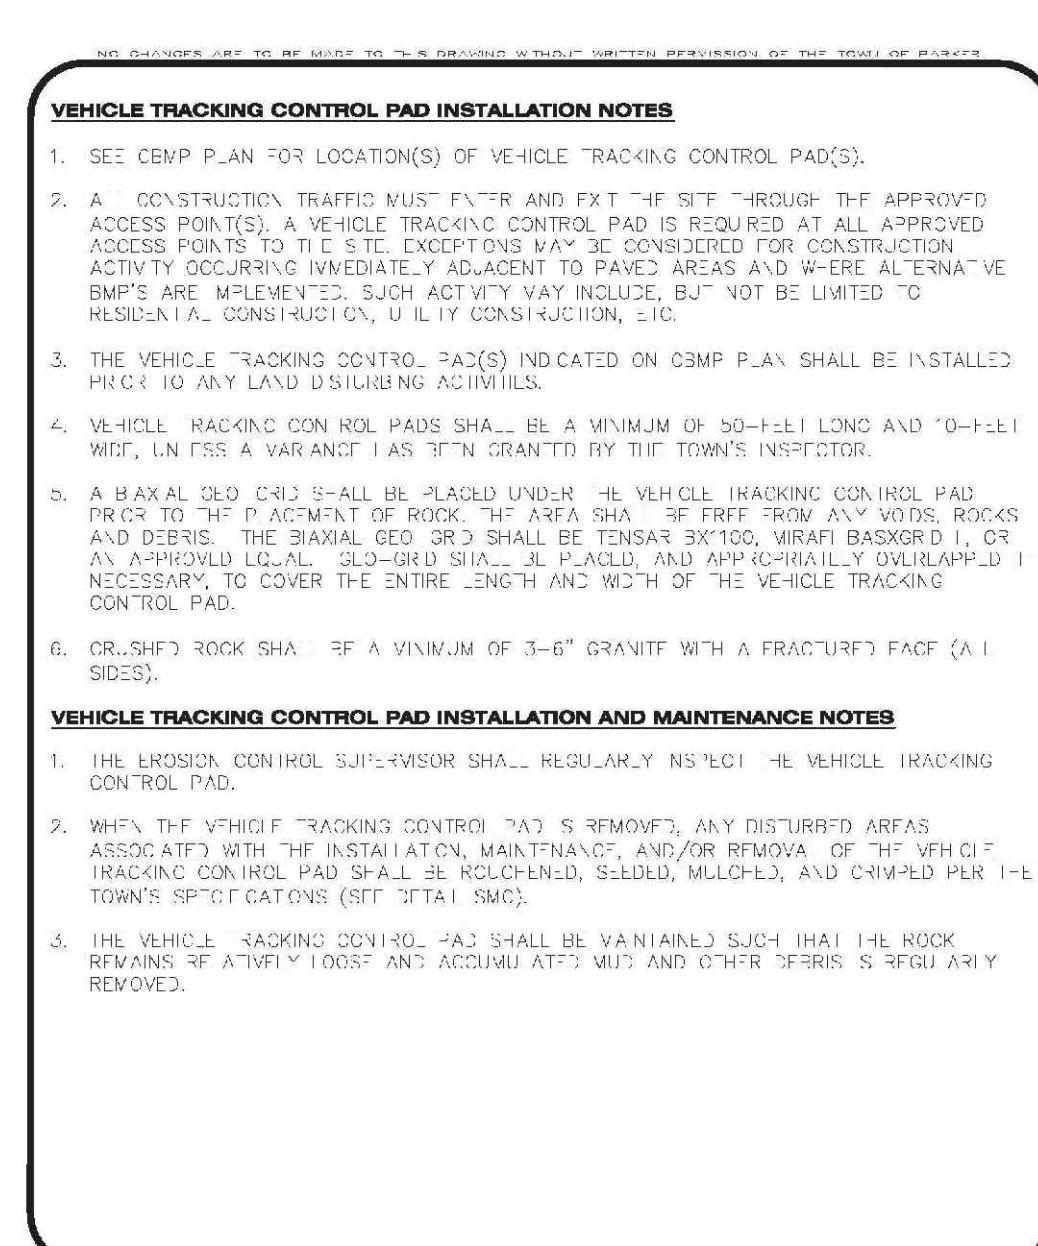 NO CHANGES ARE TO BE MADE TO THIS DRAWING WITHOUT WRITTEN PERMISSION OF THE TOWN OF PARKER
VEHICLE TRACKING CONTROL PAD INSTALLATION NOTES
1. SEE CBMP PLAN FOR LOCATION(S) OF VEHICLE TRACKING CONTROL PAD(S).
2. ALL CONSTRUCTION TRAFFIC MUST ENTER AND EXIT THE SITE THROUGH THE APPROVED
ACCESS POINT(S). A VEHICLE TRACKING CONTROL PAD IS REQUIRED AT ALL APPROVED
ACCESS POINTS TO THE SITE. EXCEPTIONS MAY BE CONSIDERED FOR CONSTRUCTION
ACTIVITY OCCURRING IMMEDIATELY ADJACENT TO PAVED AREAS AND WHERE ALTERNATIVE
BMP'S ARE IMPLEMENTED. SUCH ACTIVITY MAY INCLUDE, BUT NOT BE LIMITED TO
RESIDENTIAL CONSTRUCTION, UTILITY CONSTRUCTION, ETC.
3. THE VEHICLE TRACKING CONTROL PAD(S) INDICATED ON CBMP PLAN SHALL BE INSTALLED
PRIOR TO ANY LAND DISTURBING ACTIVITIES.
4. VEHICLE TRACKING CONTROL PADS SHALL BE A MINIMUM OF 50-FEET LONG AND 10-FEET
WIDE, UNLESS A VARIANCE HAS BEEN GRANTED BY THE TOWN'S INSPECTOR.
5. A BIAXIAL GEO-GRID SHALL BE PLACED UNDER THE VEHICLE TRACKING CONTROL PAD
PRIOR TO THE PLACEMENT OF ROCK. THE AREA SHALL BE FREE FROM ANY VOIDS, ROCKS
AND DEBRIS. THE BIAXIAL GEO-GRID SHALL BE TENSAR BX1100, MIRAFI BASXGRID 11, OR
AN APPROVED EQUAL. GEO-GRID SHALL BE PLACED, AND APPROPRIATELY OVERLAPPED IF
NECESSARY, TO COVER THE ENTIRE LENGTH AND WIDTH OF THE VEHICLE TRACKING
CONTROL PAD.
6. CRUSHED ROCK SHALL BE A MINIMUM OF 3-6" GRANITE WITH A FRACTURED FACE (ALL
SIDES).
VEHICLE TRACKING CONTROL PAD INSTALLATION AND MAINTENANCE NOTES
1. THE EROSION CONTROL SUPERVISOR SHALL REGULARLY INSPECT THE VEHICLE TRACKING
CONTROL PAD.
2. WHEN THE VEHICLE TRACKING CONTROL PAD IS REMOVED, ANY DISTURBED AREAS
ASSOCIATED WITH THE INSTALLATION, MAINTENANCE, AND/OR REMOVAL OF THE VEHICLE
TRACKING CONTROL PAD SHALL BE ROUGHENED, SEEDED, MULCHED, AND CRIMPED PER THE
TOWN'S SPECIFICATIONS (SEE DETAIL SMC).
3. THE VEHICLE TRACKING CONTROL PAD SHALL BE MAINTAINED SUCH THAT THE ROCK
REMAINS RELATIVELY LOOSE AND ACCUMULATED MUD AND OTHER DEBRIS IS REGULARLY
REMOVED.